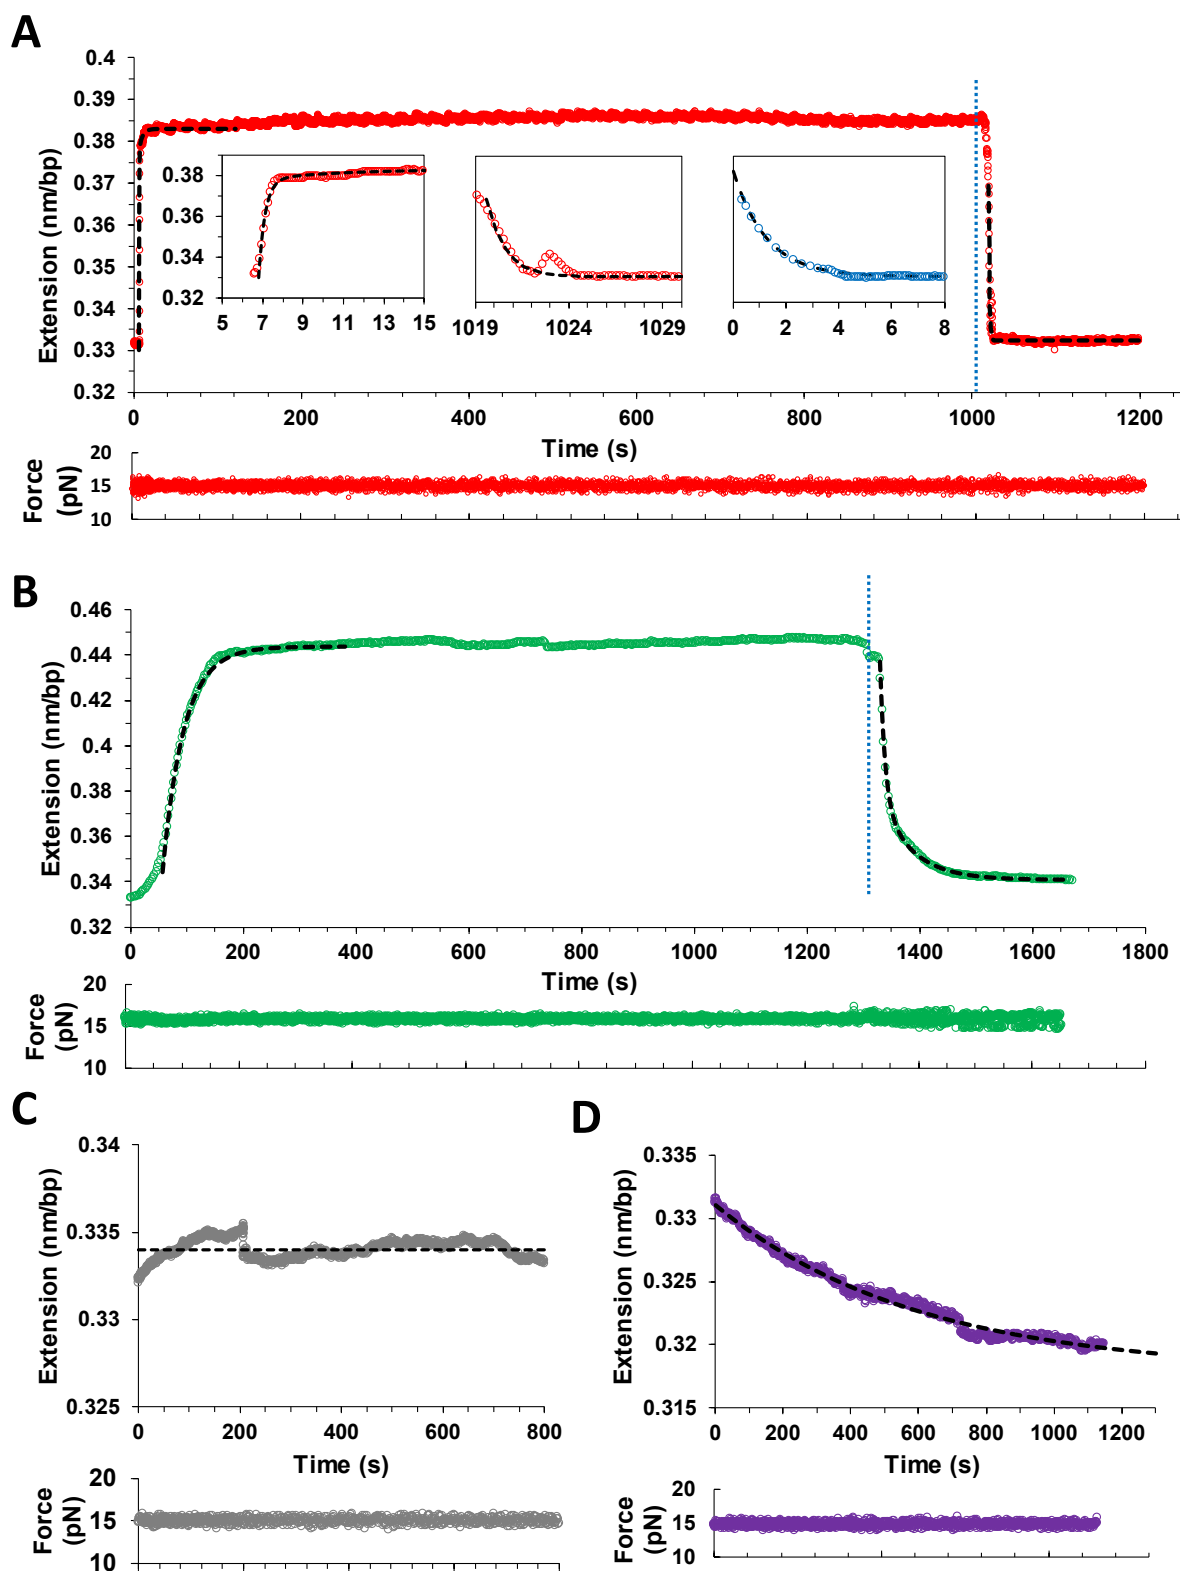 A
Extension (nm/bp)
0.4
0.39
0.38
0.37
0.36
0.35
0.34
0.33
0.32
0.38
0.36
0.34
0.33
0.32
5 7 9 11 13 15
1019 1024 1029
0 2 4 6 8
0 200 400 600 800 1000 1200
Time (s)
Force (pN)
20
15
10
B
Extension (nm/bp)
0.46
0.44
0.42
0.4
0.38
0.36
0.34
0.32
0 200 400 600 800 1000 1200 1400 1600 1800
Time (s)
Force (pN)
20
15
10
C
Extension (nm/bp)
0.34
0.335
0.33
0.325
0 200 400 600 800
Time (s)
Force (pN)
20
15
10
D
Extension (nm/bp)
0.335
0.33
0.325
0.32
0.315
0 200 400 600 800 1000 1200
Time (s)
Force (pN)
20
15
10